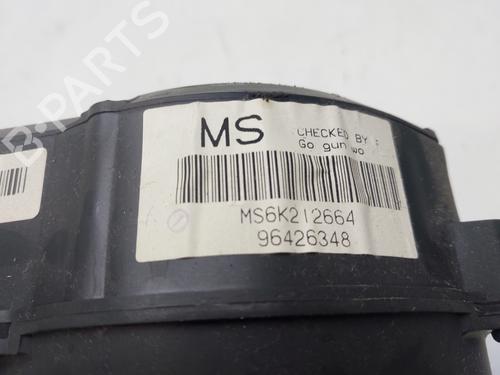 B-PARTS
MS
CHECKED BY :
Go gun wo
MS6K212664
96426348